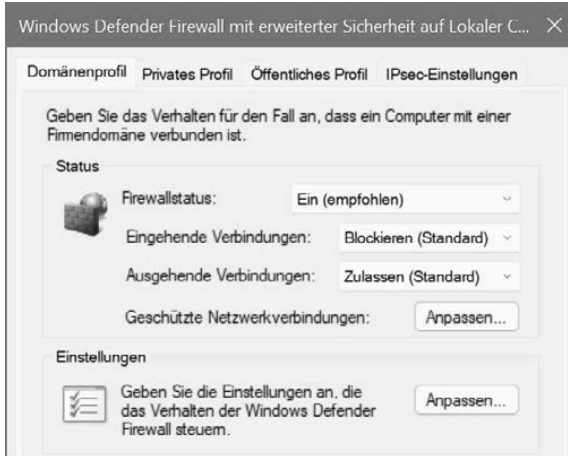 Windows Defender Firewall mit erweiterter Sicherheit auf Lokaler C...
Domänenprofil Privates Profil Öffentliches Profil IPsec-Einstellungen
Geben Sie das Verhalten für den Fall an, dass ein Computer mit einer
Firmendomäne verbunden ist.
Status
Firewallstatus: Ein (empfohlen)
Eingehende Verbindungen: Blockieren (Standard)
Ausgehende Verbindungen: Zulassen (Standard)
Geschützte Netzwerkverbindungen: Anpassen...
Einstellungen
Geben Sie die Einstellungen an, die
das Verhalten der Windows Defender
Firewall steuern.
Anpassen...